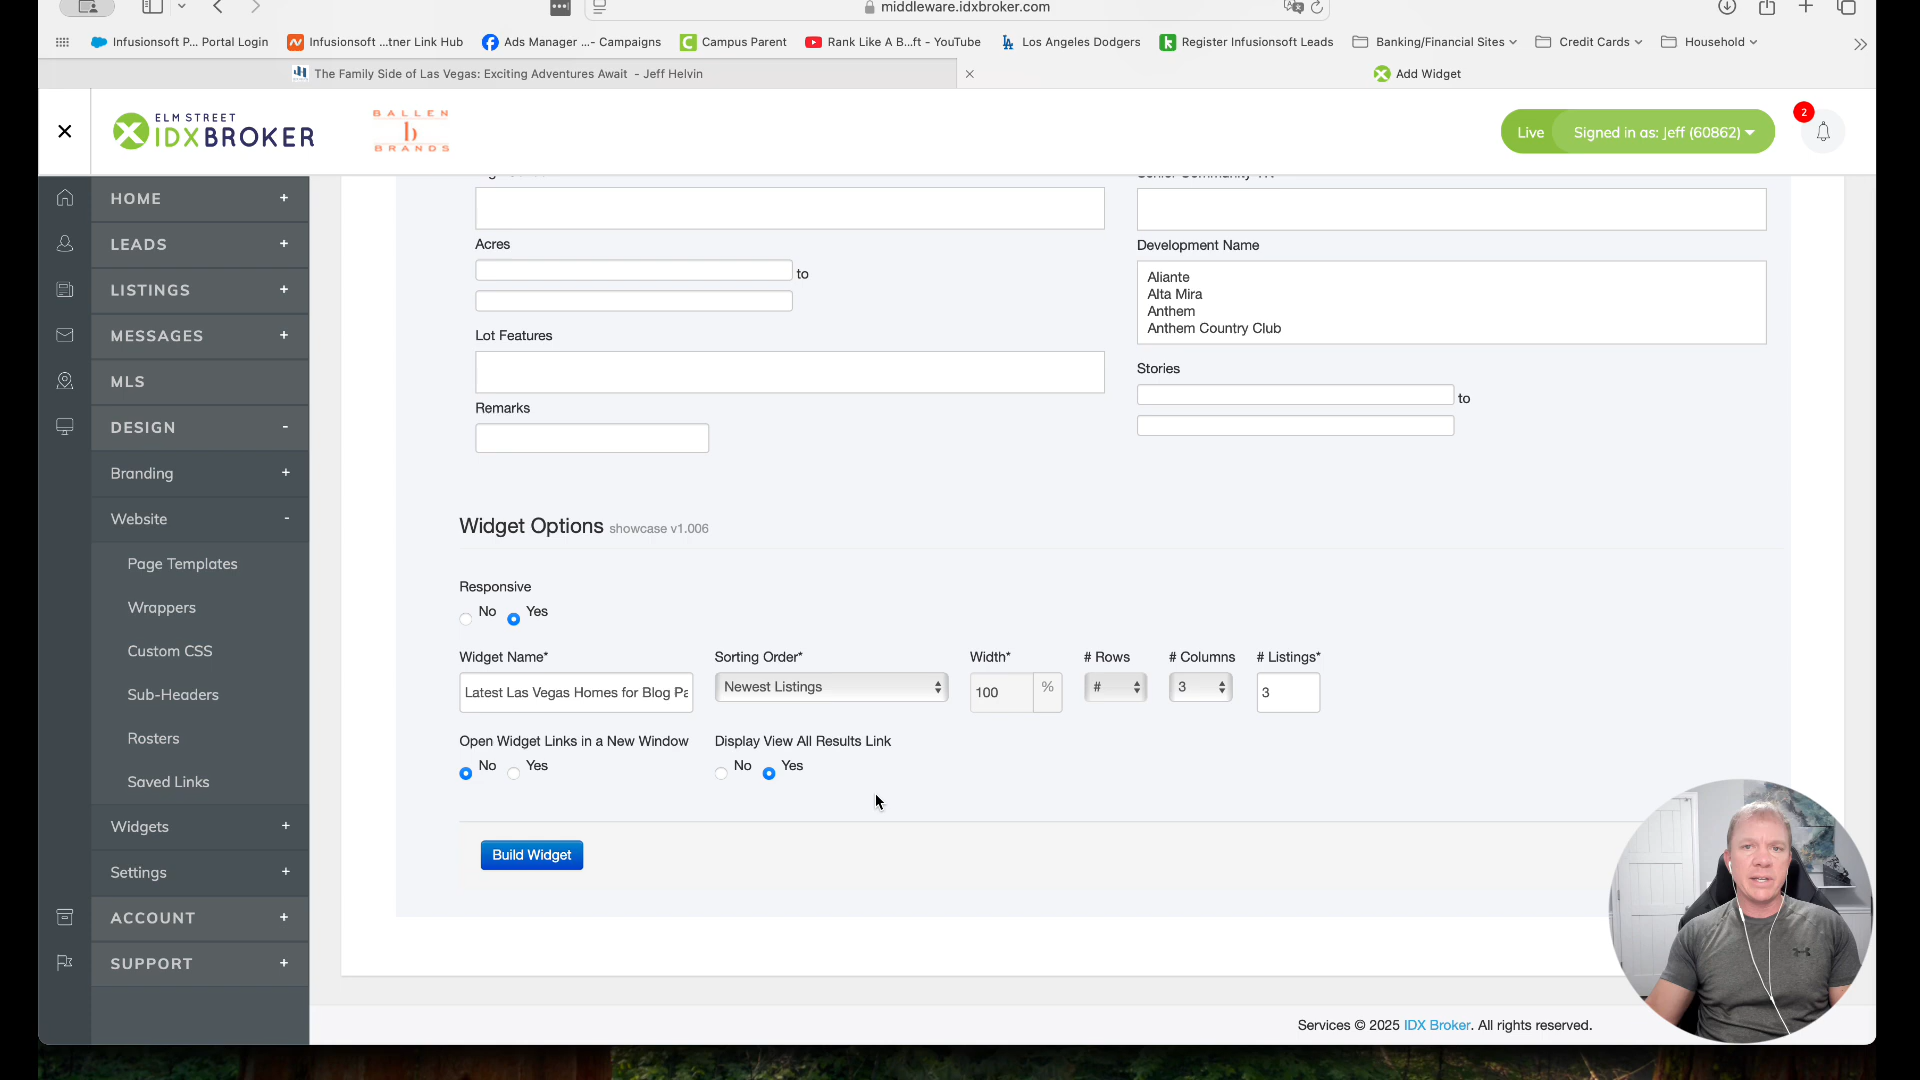 middleware.idxbroker.com
Infusionsoft P... Portal Login
Infusionsoft ...tner Link Hub
Ads Manager ...- Campaigns
Campus Parent
Rank Like A B...ft - YouTube
Los Angeles Dodgers
Register Infusionsoft Leads
Banking/Financial Sites
Credit Cards
Household
The Family Side of Las Vegas: Exciting Adventures Await - Jeff Helvin
Add Widget
ELM STREET
IDXBROKER
BALLEN
b
BRANDS
Live
Signed in as: Jeff (60862)
2
HOME +
LEADS +
LISTINGS +
MESSAGES +
MLS
DESIGN -
Branding +
Website -
Page Templates
Wrappers
Custom CSS
Sub-Headers
Rosters
Saved Links
Widgets +
Settings +
ACCOUNT +
SUPPORT +
Acres
to
Lot Features
Remarks
Development Name
Aliante
Alta Mira
Anthem
Anthem Country Club
Stories
to
Widget Options showcase v1.006
Responsive
No Yes
Widget Name* Sorting Order* Width* # Rows # Columns # Listings*
Latest Las Vegas Homes for Blog Pa Newest Listings 100 % # 3 3
Open Widget Links in a New Window Display View All Results Link
No Yes No Yes
Build Widget
Services © 2025 IDX Broker. All rights reserved.